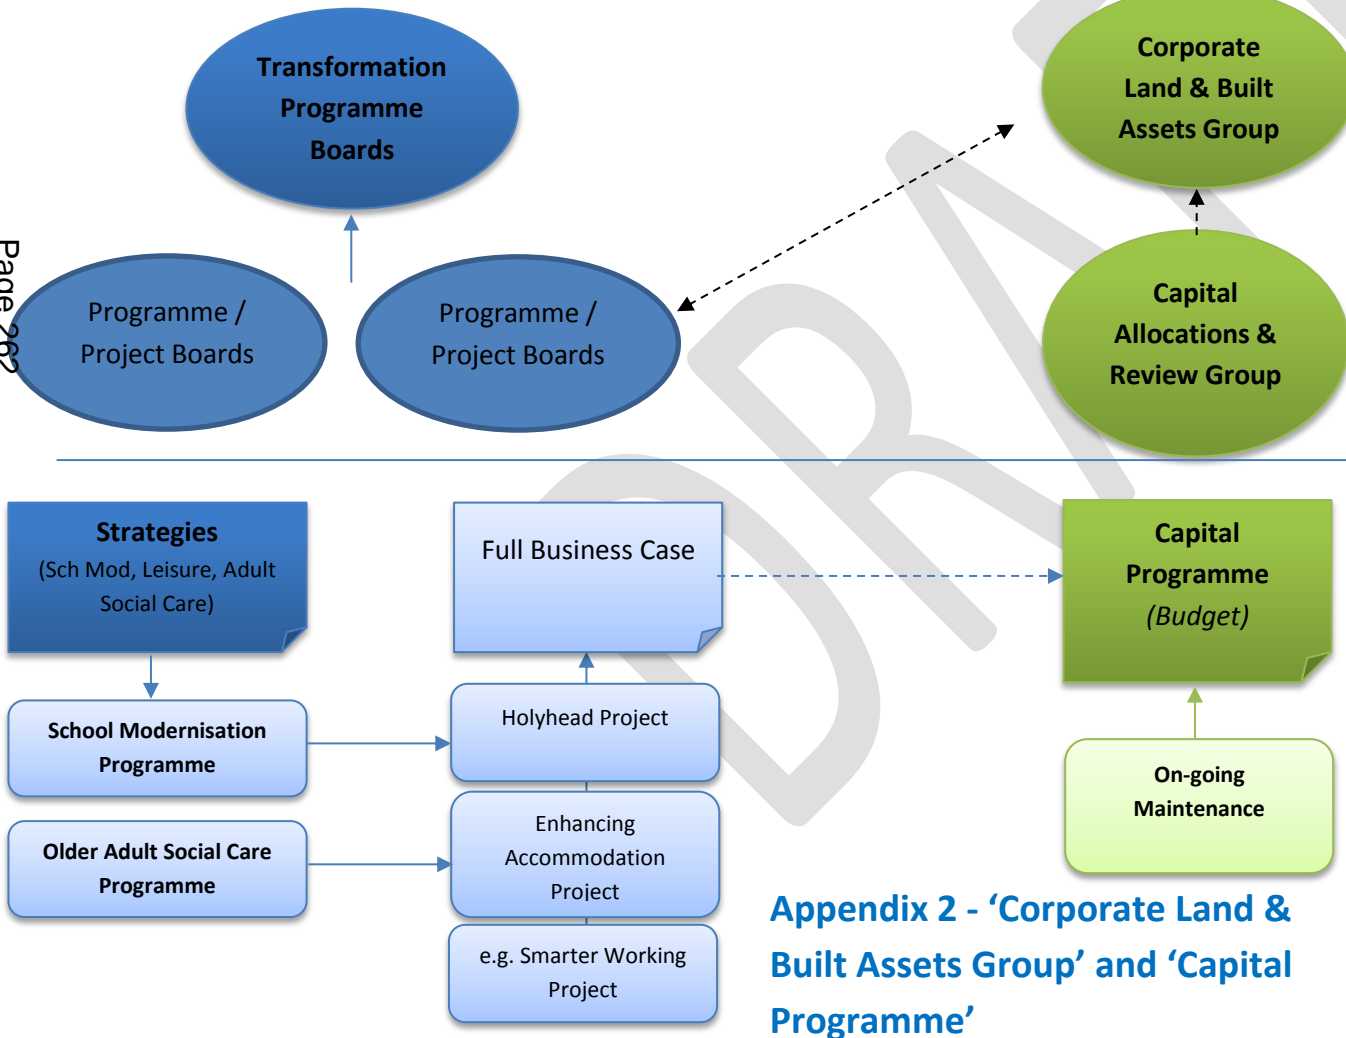 Transformation
Programme
Boards
Corporate
Land & Built
Assets Group
Page 262
Programme /
Project Boards
Programme /
Project Boards
Capital
Allocations &
Review Group
Strategies
(Sch Mod, Leisure, Adult
Social Care)
Full Business Case
Capital
Programme
(Budget)
School Modernisation
Programme
Holyhead Project
On-going
Maintenance
Older Adult Social Care
Programme
Enhancing
Accommodation
Project
e.g. Smarter Working
Project
Appendix 2 - ‘Corporate Land &
Built Assets Group’ and ‘Capital
Programme’
DRA